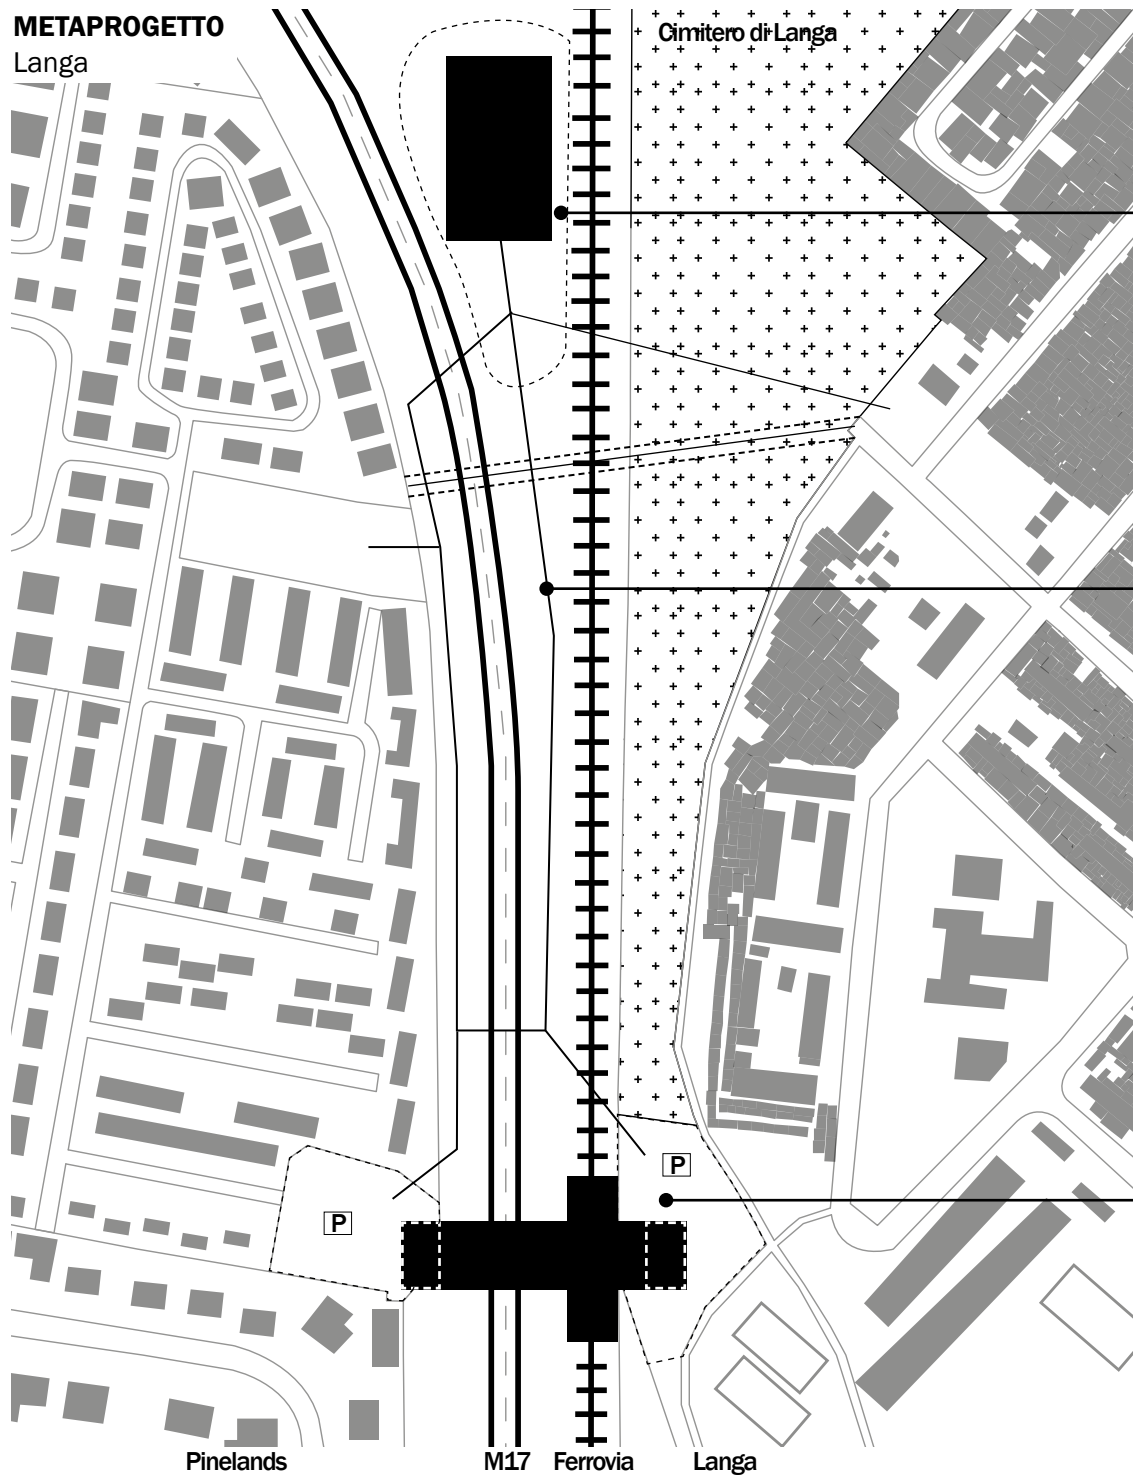 METAPROGETTO
Langa
Cimitero di Langa
P
P
Pinelands M17 Ferrovia Langa